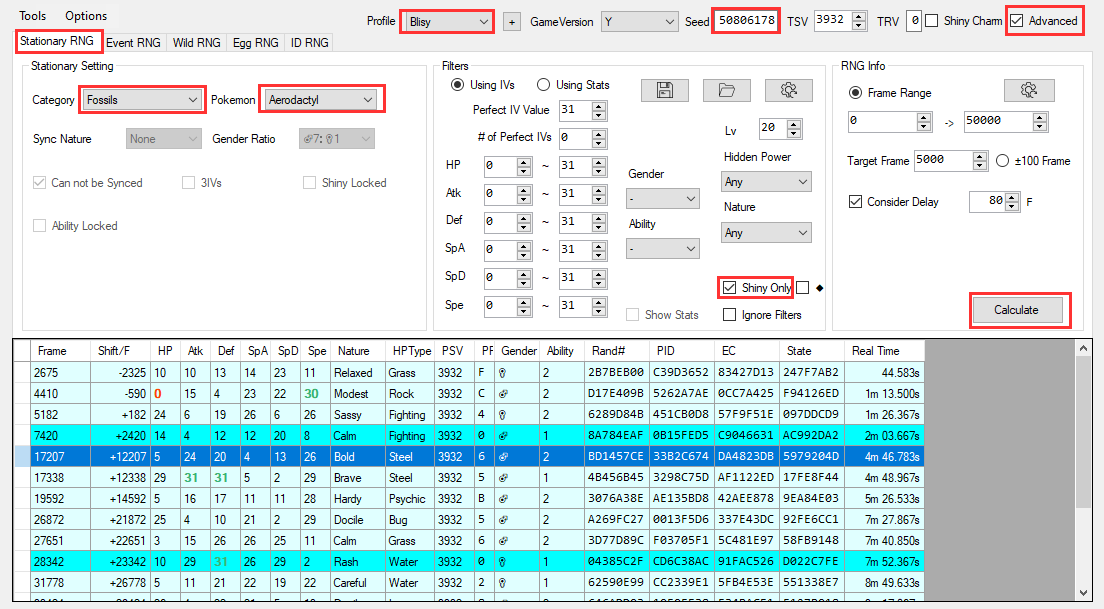 Tools Options
Profile Blisy + GameVersion Y Seed 50806178 TSV 3932 TRV 0 Shiny Charm Advanced
Stationary RNG Event RNG Wild RNG Egg RNG ID RNG
Stationary Setting
Category Fossils Pokemon Aerodactyl
Sync Nature None Gender Ratio ♂7: ♀1
Can not be Synced 3IVs Shiny Locked
Ability Locked
Filters
Using IVs Using Stats
Perfect IV Value 31
# of Perfect IVs 0
HP 0 ~ 31
Atk 0 ~ 31
Def 0 ~ 31
SpA 0 ~ 31
SpD 0 ~ 31
Spe 0 ~ 31
Gender
-
Ability
-
Show Stats
Lv 20
Hidden Power
Any
Nature
Any
Shiny Only ◆
Ignore Filters
RNG Info
Frame Range
0 -> 50000
Target Frame 5000 ±100 Frame
Consider Delay 80 F
Calculate
Frame Shift/F HP Atk Def SpA SpD Spe Nature HPType PSV PF Gender Ability Rand# PID EC State Real Time
2675 -2325 10 10 13 14 23 11 Relaxed Grass 3932 F ♀ 2 2B7BEB00 C39D3652 83427D13 247F7AB2 44.583s
4410 -590 0 15 4 23 22 30 Modest Rock 3932 C ♂ 2 D17E409B 5262A7AE 0CC7A425 F94126ED 1m 13.500s
5182 +182 24 6 19 26 6 26 Sassy Fighting 3932 4 ♀ 2 6289D84B 451CB0D8 57F9F51E 097DDCD9 1m 26.367s
7420 +2420 14 4 12 12 20 8 Calm Fighting 3932 0 ♂ 1 8A784EAF 0B15FED5 C9046631 AC992DA2 2m 03.667s
17207 +12207 5 24 20 4 13 26 Bold Steel 3932 6 ♂ 2 BD1457CE 33B2C674 DA4823DB 5979204D 4m 46.783s
17338 +12338 29 31 31 5 2 29 Brave Steel 3932 5 ♂ 1 4B456B45 3298C75D AF1122ED 17FE8F44 4m 48.967s
19592 +14592 5 16 17 11 11 28 Hardy Psychic 3932 B ♂ 2 3076A38E AE135BD8 42AEE878 9EA84E03 5m 26.533s
26872 +21872 25 4 10 21 2 29 Docile Bug 3932 5 ♂ 2 A269FC27 0013F5D6 337E43DC 92FE6CC1 7m 27.867s
27651 +22651 3 15 26 26 25 11 Calm Grass 3932 6 ♂ 2 3D77D89C F03705F1 5C481E97 58FB9148 7m 40.850s
28342 +23342 10 29 31 26 29 2 Rash Water 3932 0 ♀ 1 04385C2F CD6C38AC 91FAC526 D022C7FE 7m 52.367s
31778 +26778 5 11 21 22 19 22 Careful Water 3932 2 ♀ 1 62590E99 CC2339E1 5FB4E53E 551338E7 8m 49.633s